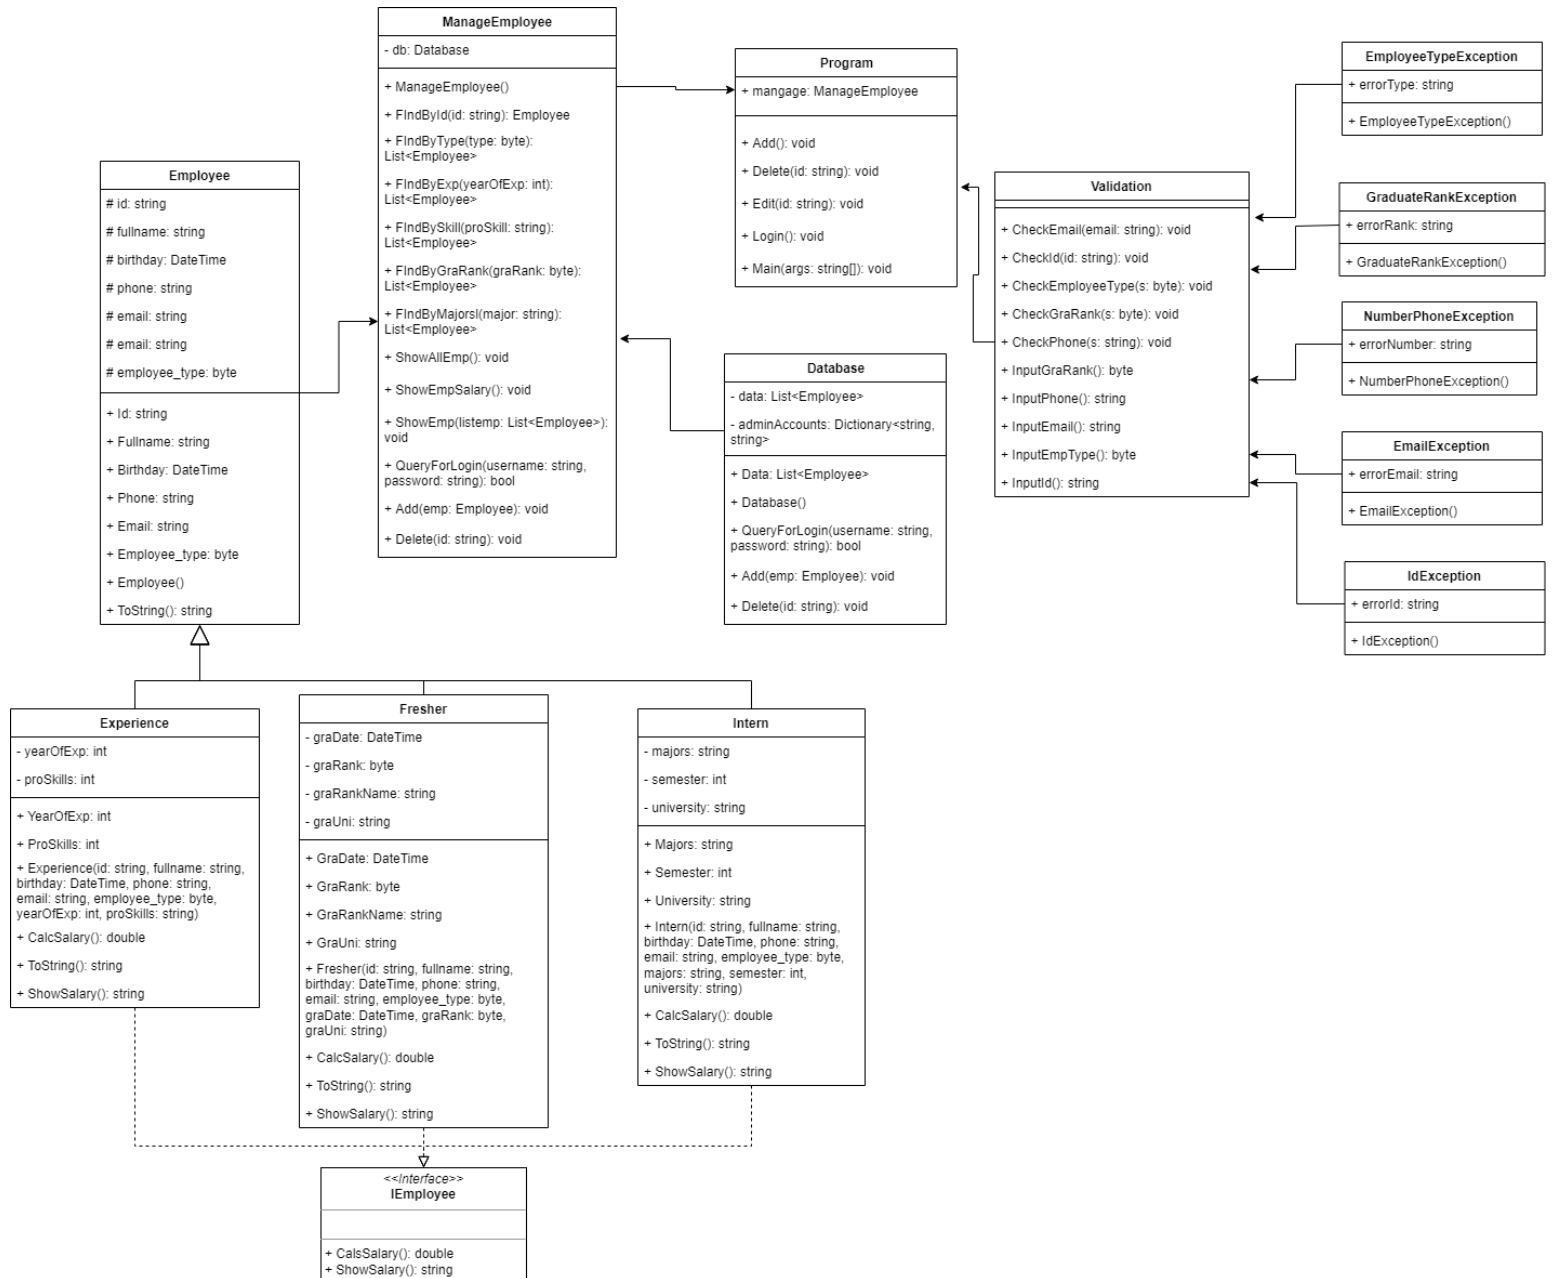 ManageEmployee
- db: Database
+ ManageEmployee()
+ FIndById(id: string): Employee
+ FIndByType(type: byte):
List<Employee>
+ FIndByExp(yearOfExp: int):
List<Employee>
+ FIndBySkill(proSkill: string):
List<Employee>
+ FIndByGraRank(graRank: byte):
List<Employee>
+ FIndByMajorsI(major: string):
List<Employee>
+ ShowAllEmp(): void
+ ShowEmpSalary(): void
+ ShowEmp(listemp: List<Employee>):
void
+ QueryForLogin(username: string,
password: string): bool
+ Add(emp: Employee): void
+ Delete(id: string): void
Program
+ mangage: ManageEmployee
+ Add(): void
+ Delete(id: string): void
+ Edit(id: string): void
+ Login(): void
+ Main(args: string[]): void
EmployeeTypeException
+ errorType: string
+ EmployeeTypeException()
Employee
# id: string
# fullname: string
# birthday: DateTime
# phone: string
# email: string
# email: string
# employee_type: byte
+ Id: string
+ Fullname: string
+ Birthday: DateTime
+ Phone: string
+ Email: string
+ Employee_type: byte
+ Employee()
+ ToString(): string
Validation
+ CheckEmail(email: string): void
+ CheckId(id: string): void
+ CheckEmployeeType(s: byte): void
+ CheckGraRank(s: byte): void
+ CheckPhone(s: string): void
+ InputGraRank(): byte
+ InputPhone(): string
+ InputEmail(): string
+ InputEmpType(): byte
+ InputId(): string
GraduateRankException
+ errorRank: string
+ GraduateRankException()
NumberPhoneException
+ errorNumber: string
+ NumberPhoneException()
Database
- data: List<Employee>
- adminAccounts: Dictionary<string,
string>
+ Data: List<Employee>
+ Database()
+ QueryForLogin(username: string,
password: string): bool
+ Add(emp: Employee): void
+ Delete(id: string): void
EmailException
+ errorEmail: string
+ EmailException()
IdException
+ errorId: string
+ IdException()
Experience
- yearOfExp: int
- proSkills: int
+ YearOfExp: int
+ ProSkills: int
+ Experience(id: string, fullname: string,
birthday: DateTime, phone: string,
email: string, employee_type: byte,
yearOfExp: int, proSkills: string)
+ CalcSalary(): double
+ ToString(): string
+ ShowSalary(): string
Fresher
- graDate: DateTime
- graRank: byte
- graRankName: string
- graUni: string
+ GraDate: DateTime
+ GraRank: byte
+ GraRankName: string
+ GraUni: string
+ Fresher(id: string, fullname: string,
birthday: DateTime, phone: string,
email: string, employee_type: byte,
graDate: DateTime, graRank: byte,
graUni: string)
+ CalcSalary(): double
+ ToString(): string
+ ShowSalary(): string
Intern
- majors: string
- semester: int
- university: string
+ Majors: string
+ Semester: int
+ University: string
+ Intern(id: string, fullname: string,
birthday: DateTime, phone: string,
email: string, employee_type: byte,
majors: string, semester: int,
university: string)
+ CalcSalary(): double
+ ToString(): string
+ ShowSalary(): string
<<Interface>>
IEmployee
+ CalsSalary(): double
+ ShowSalary(): string